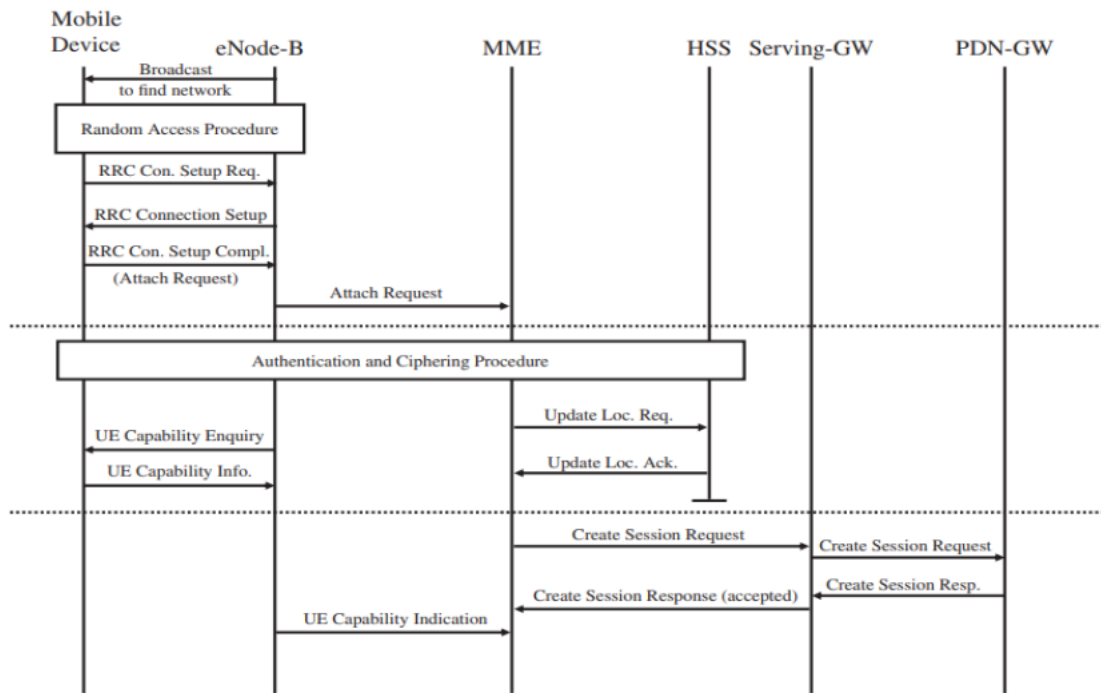 Mobile
Device
eNode-B
MME
HSS
Serving-GW
PDN-GW
Broadcast
to find network
Random Access Procedure
RRC Con. Setup Req.
RRC Connection Setup
RRC Con. Setup Compl.
(Attach Request)
Attach Request
Authentication and Ciphering Procedure
Update Loc. Req.
UE Capability Enquiry
Update Loc. Ack.
UE Capability Info.
Create Session Request
Create Session Request
Create Session Resp.
Create Session Response (accepted)
UE Capability Indication